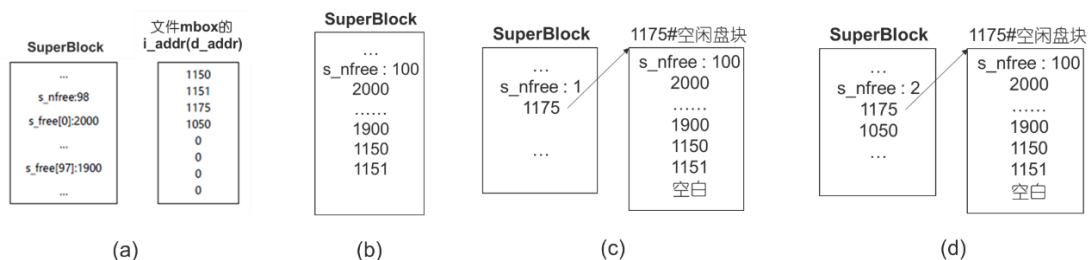 文件mbox的
SuperBlock
i_addr(d_addr)
...
s_nfree:98
s_free[0]:2000
...
s_free[97]:1900
...
1150
1151
1175
1050
0
0
0
0
(a)
SuperBlock
...
s_nfree : 100
2000
......
1900
1150
1151
(b)
SuperBlock
...
s_nfree : 1
1175
...
1175#空闲盘块
s_nfree : 100
2000
......
1900
1150
1151
空白
(c)
SuperBlock
...
s_nfree : 2
1175
1050
...
1175#空闲盘块
s_nfree : 100
2000
......
1900
1150
1151
空白
(d)